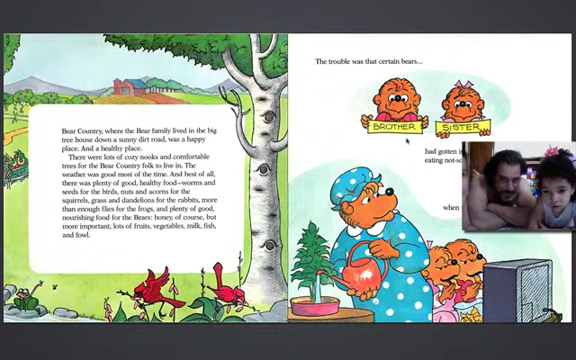 Bear Country, where the Bear family lived in the big
tree house down a sunny dirt road, was a happy
place. And a healthy place.
There were lots of cozy nooks and comfortable
trees for the Bear Country folk to live in. The
weather was good most of the time. And best of all,
there was plenty of good, healthy food—worms and
seeds for the birds, nuts and acorns for the
squirrels, grass and dandelions for the rabbits, more
than enough flies for the frogs, and plenty of good,
nourishing food for the Bears: honey, of course, but
more important, lots of fruits, vegetables, milk, fish,
and fowl.
The trouble was that certain bears...
BROTHER
SISTER
had gotten
eating not-so
when